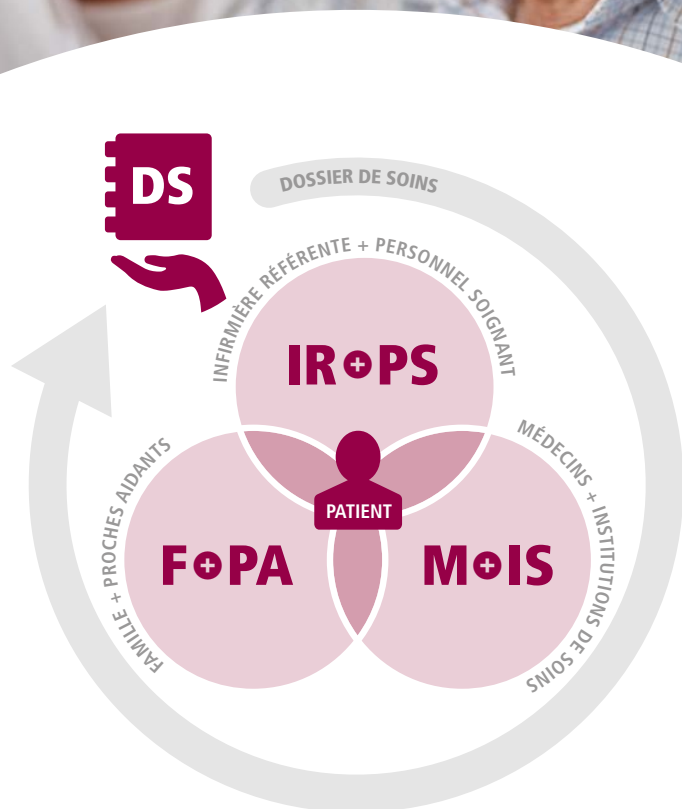 DS
DOSSIER DE SOINS
INFIRMIÈRE RÉFÉRENTE + PERSONNEL SOIGNANT
IR+PS
FAMILLE + PROCHES AIDANTS
MÉDECINS + INSTITUTIONS DE SOINS
PATIENT
F+PA
M+IS